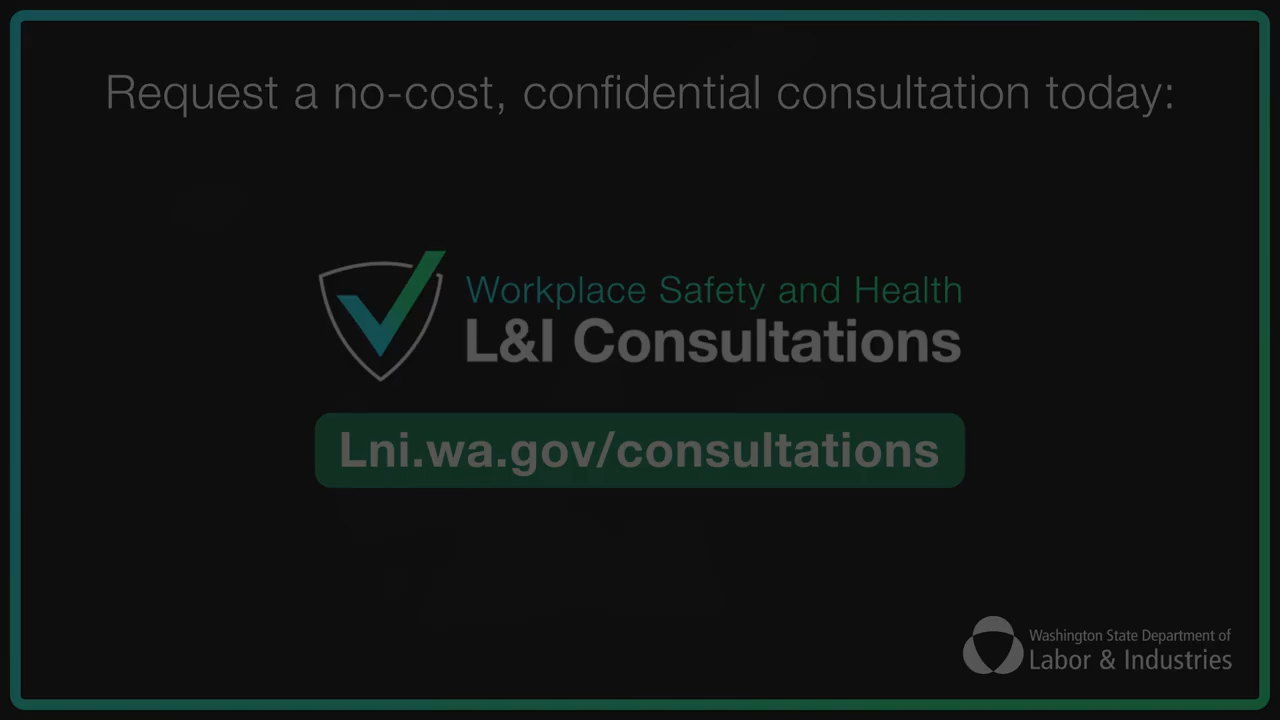 Request a no-cost, confidential consultation today:
Workplace Safety and Health
L&I Consultations
Lni.wa.gov/consultations
Washington State Department of
Labor & Industries